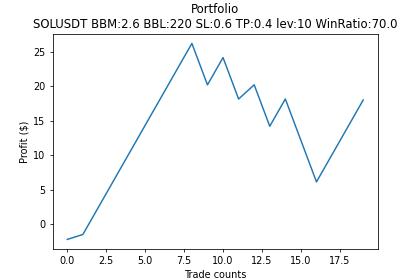 Portfolio
SOLUSDT BBM:2.6 BBL:220 SL:0.6 TP:0.4 lev:10 WinRatio:70.0
25
20
15
10
5
0
Profit ($)
0.0 2.5 5.0 7.5 10.0 12.5 15.0 17.5
Trade counts